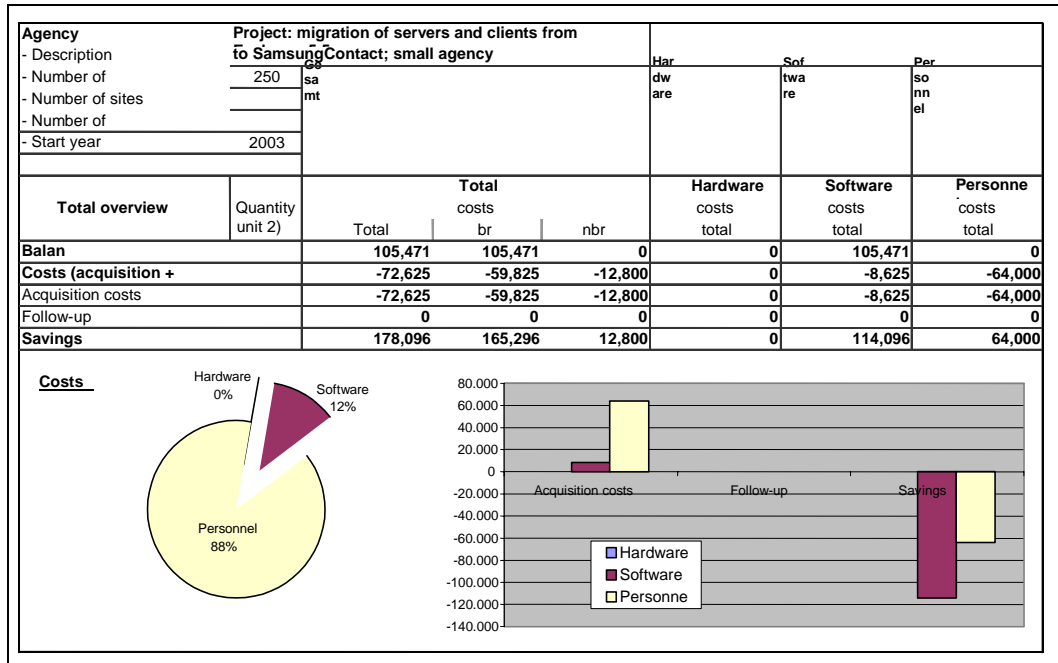 Agency Project: migration of servers and clients from
- Description to SamsungContact; small agency
- Number of 250
- Number of sites
- Number of
- Start year 2003
Ge
sa
mt
Har
dw
are
Sof
twa
re
Per
so
nn
el
Total Hardware Software Personne
Total overview Quantity costs costs costs costs
unit 2) Total br nbr total total total
Balan 105,471 105,471 0 0 105,471 0
Costs (acquisition + -72,625 -59,825 -12,800 0 -8,625 -64,000
Acquisition costs -72,625 -59,825 -12,800 0 -8,625 -64,000
Follow-up 0 0 0 0 0 0
Savings 178,096 165,296 12,800 0 114,096 64,000
Costs
Hardware
0%
Software
12%
Personnel
88%
80.000
60.000
40.000
20.000
0
-20.000
-40.000
-60.000
-80.000
-100.000
-120.000
-140.000
Acquisition costs Follow-up Savings
Hardware
Software
Personne